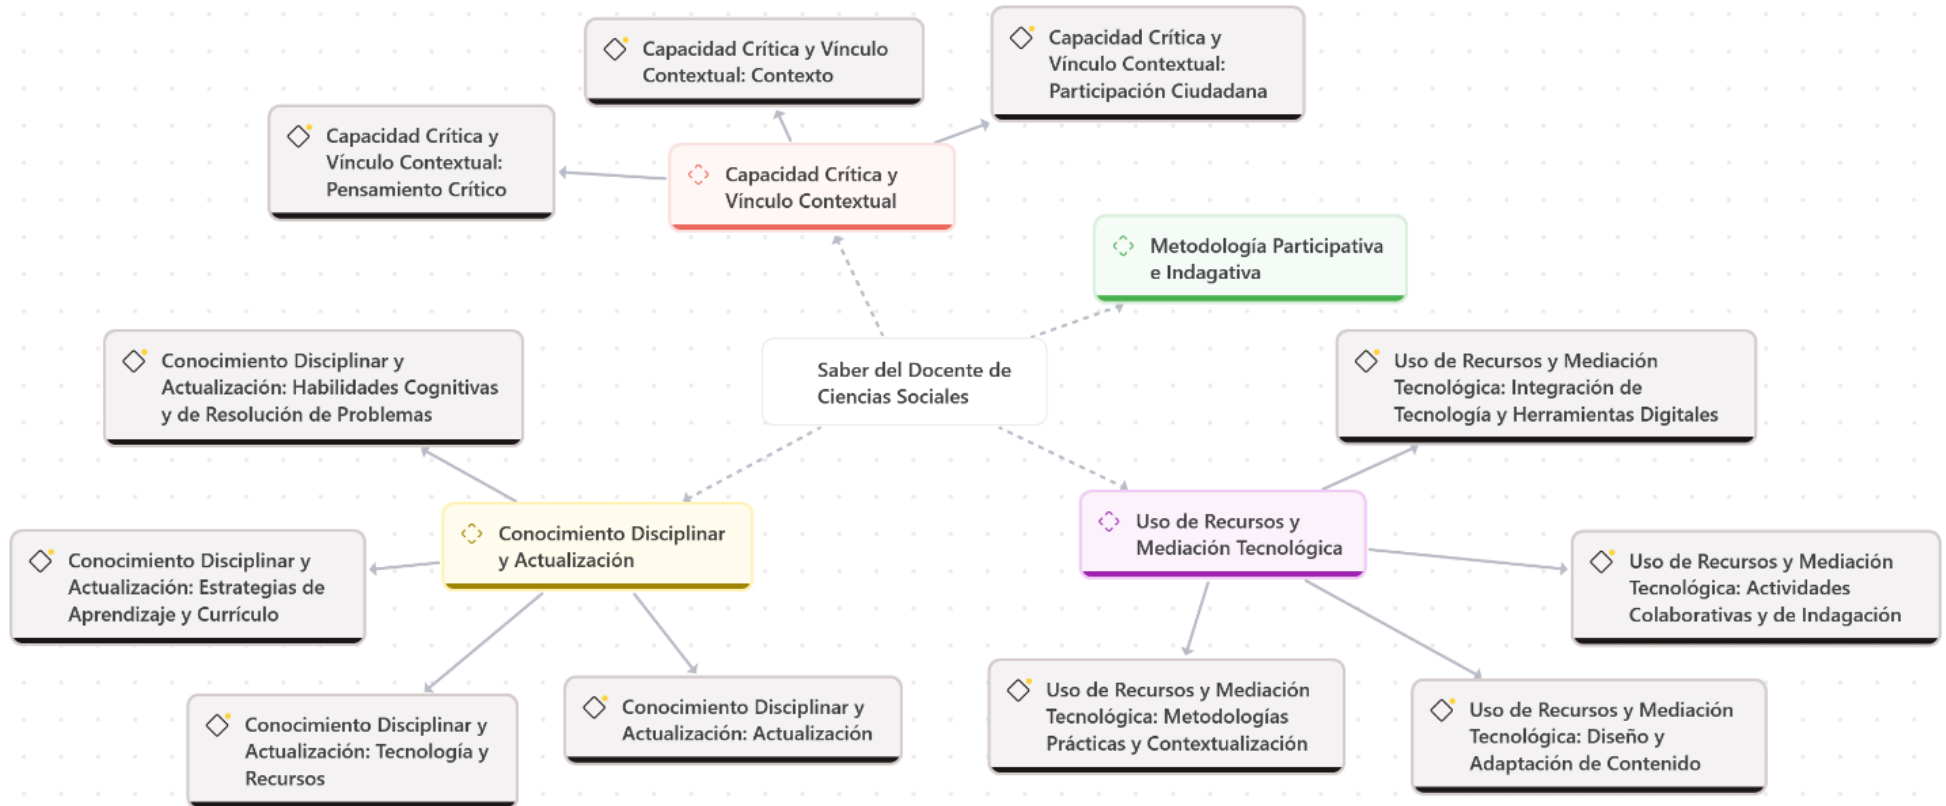 Capacidad Crítica y Vínculo
Contextual: Contexto
Capacidad Crítica y
Vínculo Contextual:
Participación Ciudadana
Capacidad Crítica y
Vínculo Contextual:
Pensamiento Crítico
Capacidad Crítica y
Vínculo Contextual
Metodología Participativa
e Indagativa
Saber del Docente de
Ciencias Sociales
Conocimiento Disciplinar y
Actualización: Habilidades Cognitivas
y de Resolución de Problemas
Uso de Recursos y Mediación
Tecnológica: Integración de
Tecnología y Herramientas Digitales
Conocimiento Disciplinar
y Actualización
Uso de Recursos y
Mediación Tecnológica
Conocimiento Disciplinar y
Actualización: Estrategias de
Aprendizaje y Currículo
Uso de Recursos y Mediación
Tecnológica: Actividades
Colaborativas y de Indagación
Conocimiento Disciplinar y
Actualización: Tecnología y
Recursos
Conocimiento Disciplinar y
Actualización: Actualización
Uso de Recursos y Mediación
Tecnológica: Metodologías
Prácticas y Contextualización
Uso de Recursos y Mediación
Tecnológica: Diseño y
Adaptación de Contenido